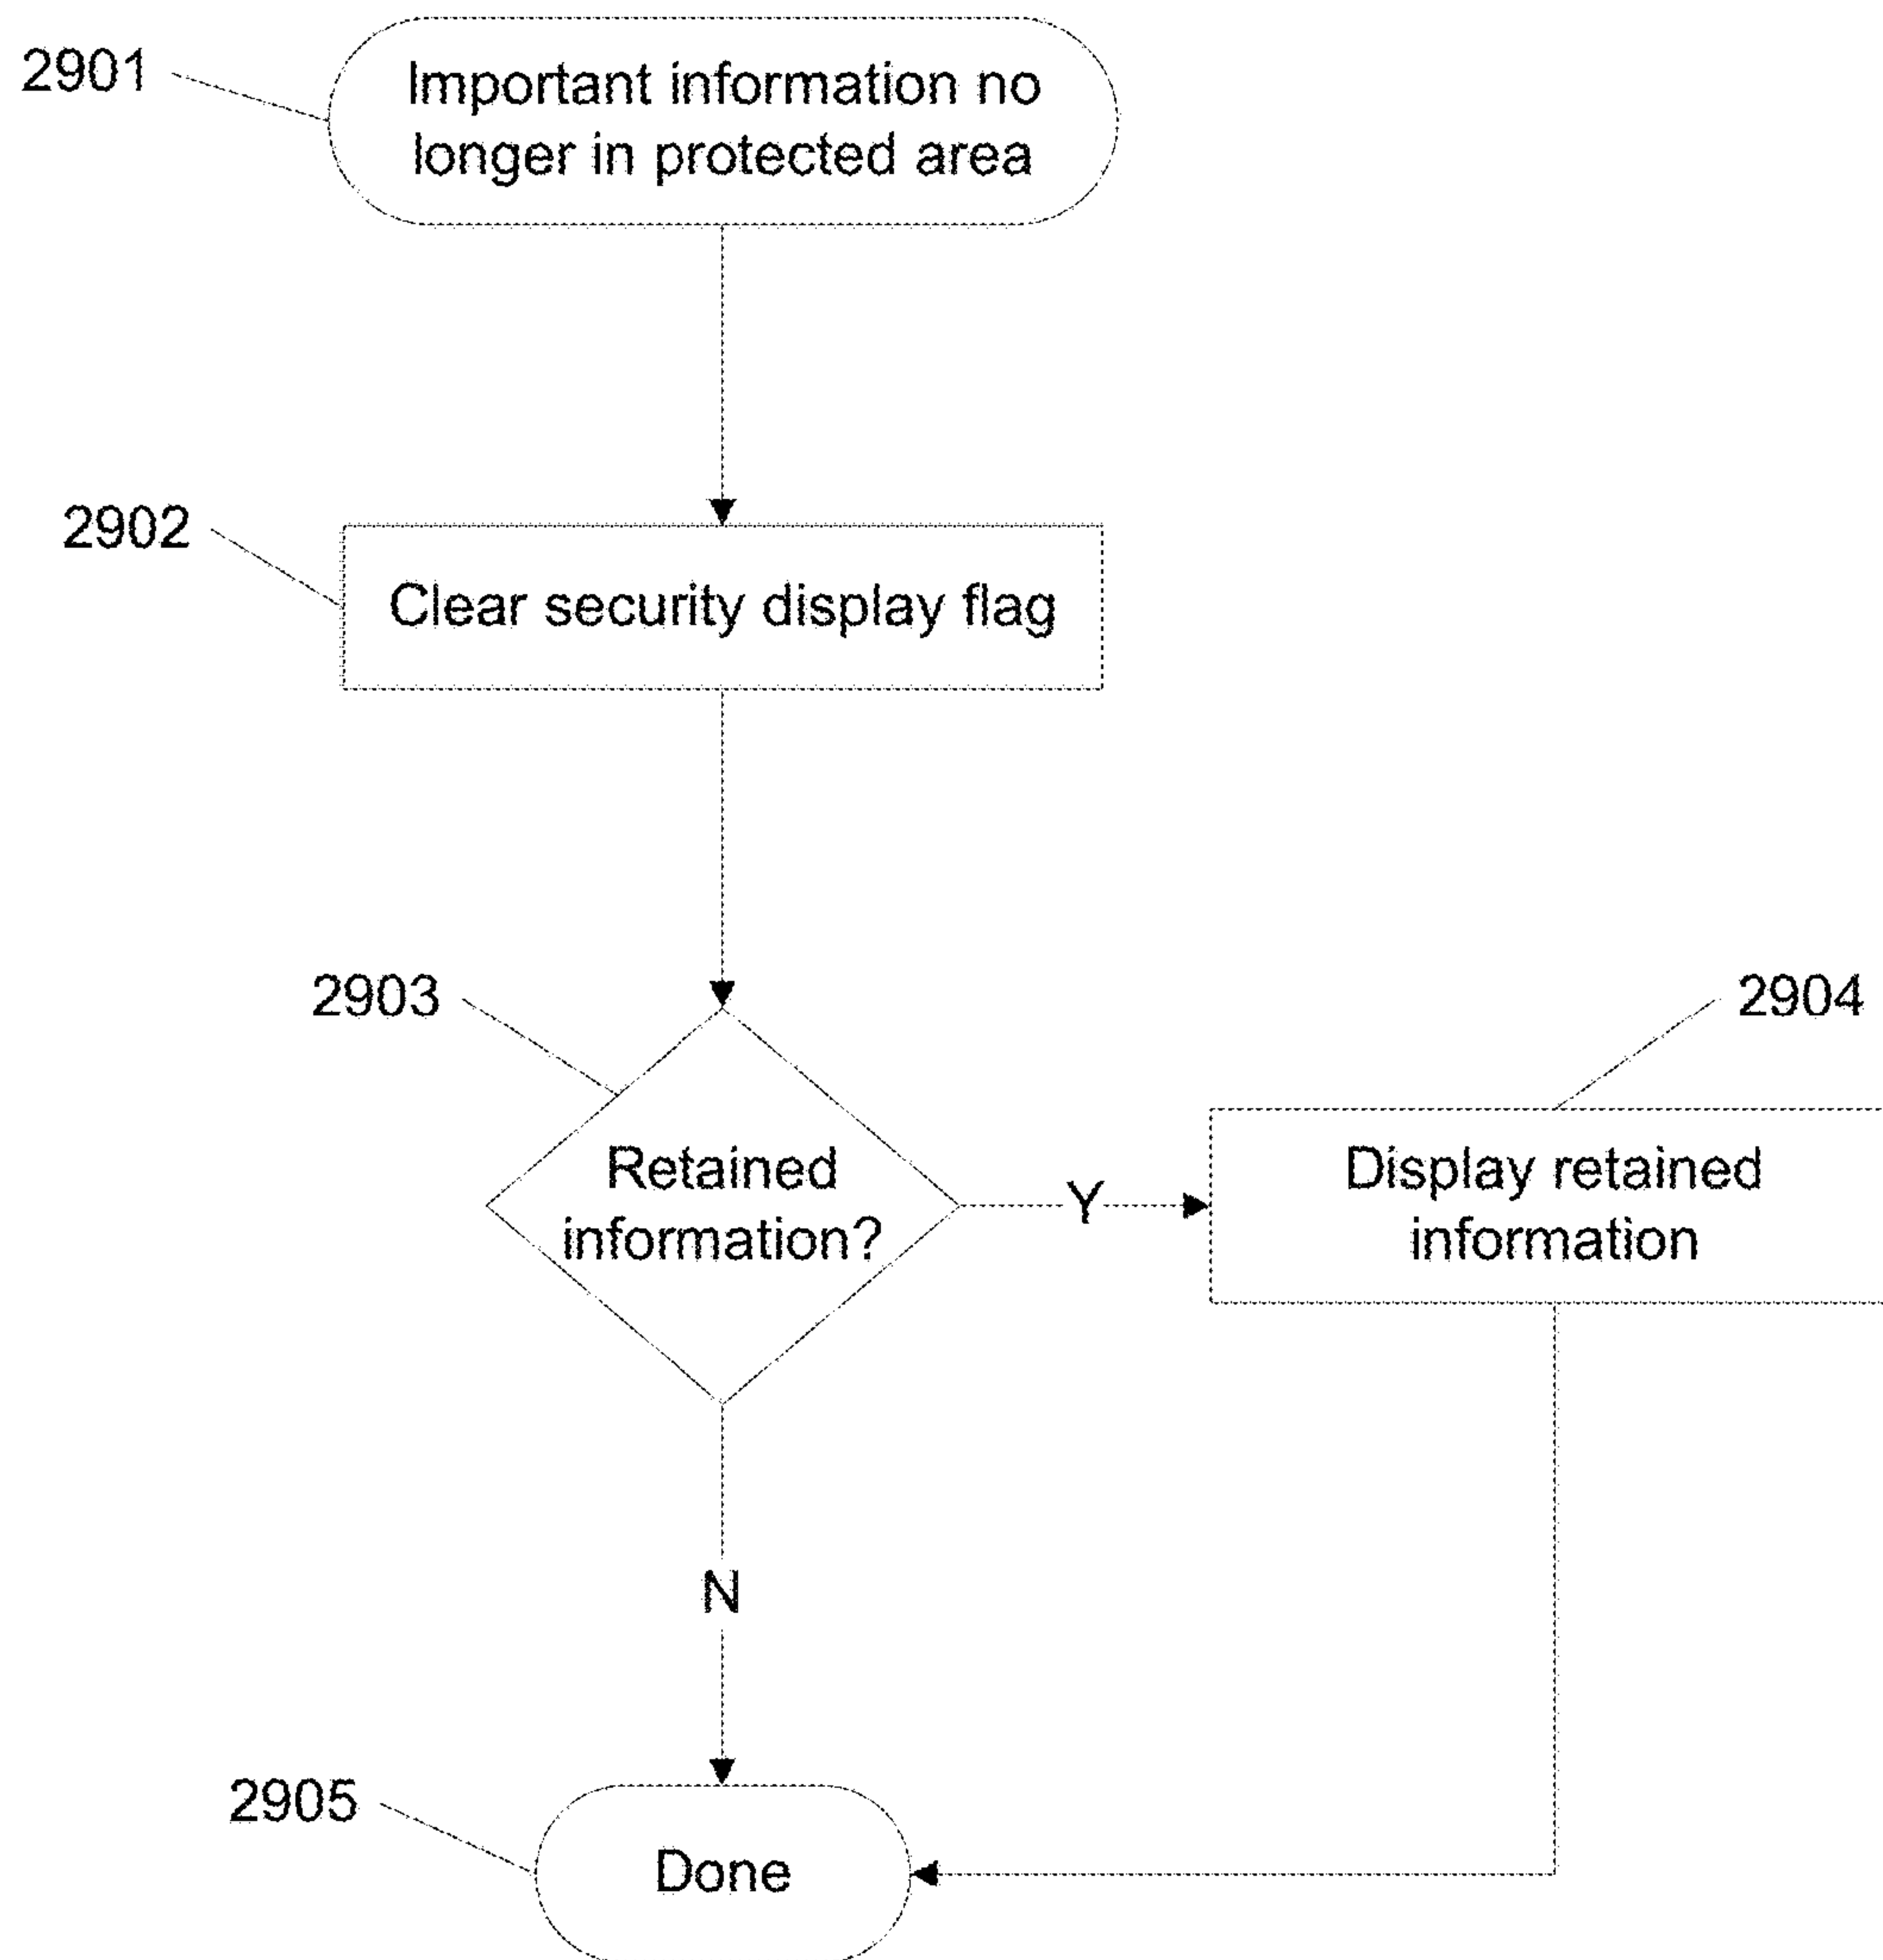 2901
Important information no
longer in protected area
2902
Clear security display flag
2903
2904
Retained
information?
Y
Display retained
information
N
2905
Done